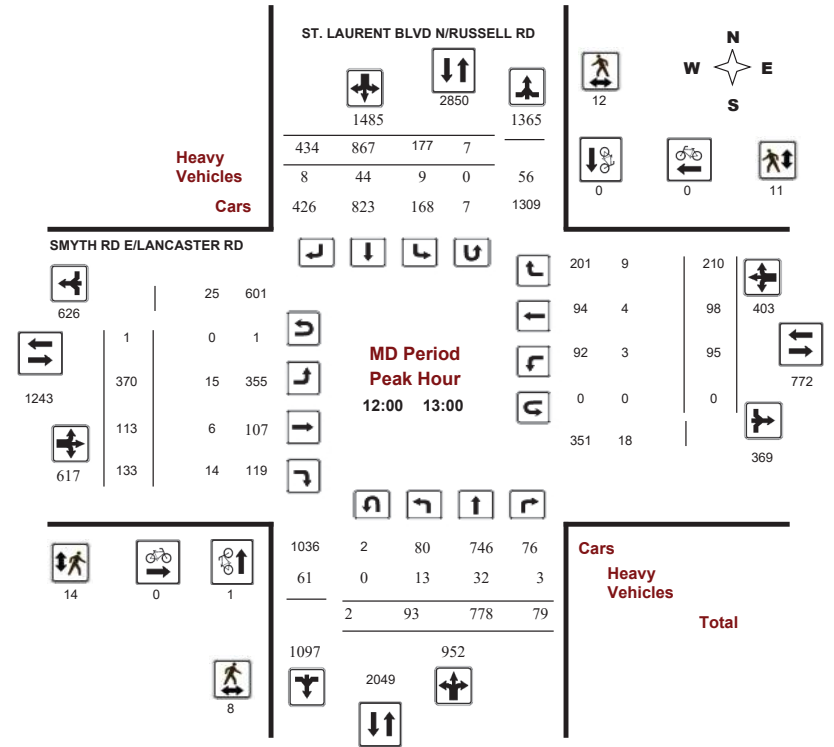 ST. LAURENT BLVD N/RUSSELL RD
N
W E
S
2850
12
1485 1365
434 867 177 7
Heavy
Vehicles
8 44 9 0 56
Cars 426 823 168 7 1309
0 0 11
SMYTH RD E/LANCASTER RD
626
25 601
1 0 1
1243
370 15 355
113 6 107
617
133 14 119
MD Period
Peak Hour
12:00 13:00
201 9 210
94 4 98 403
92 3 95
772
0 0 0
351 18
369
14 0 1
8
1036 2 80 746 76 Cars
61 0 13 32 3 Heavy
Vehicles
2 93 778 79 Total
1097 952
2049